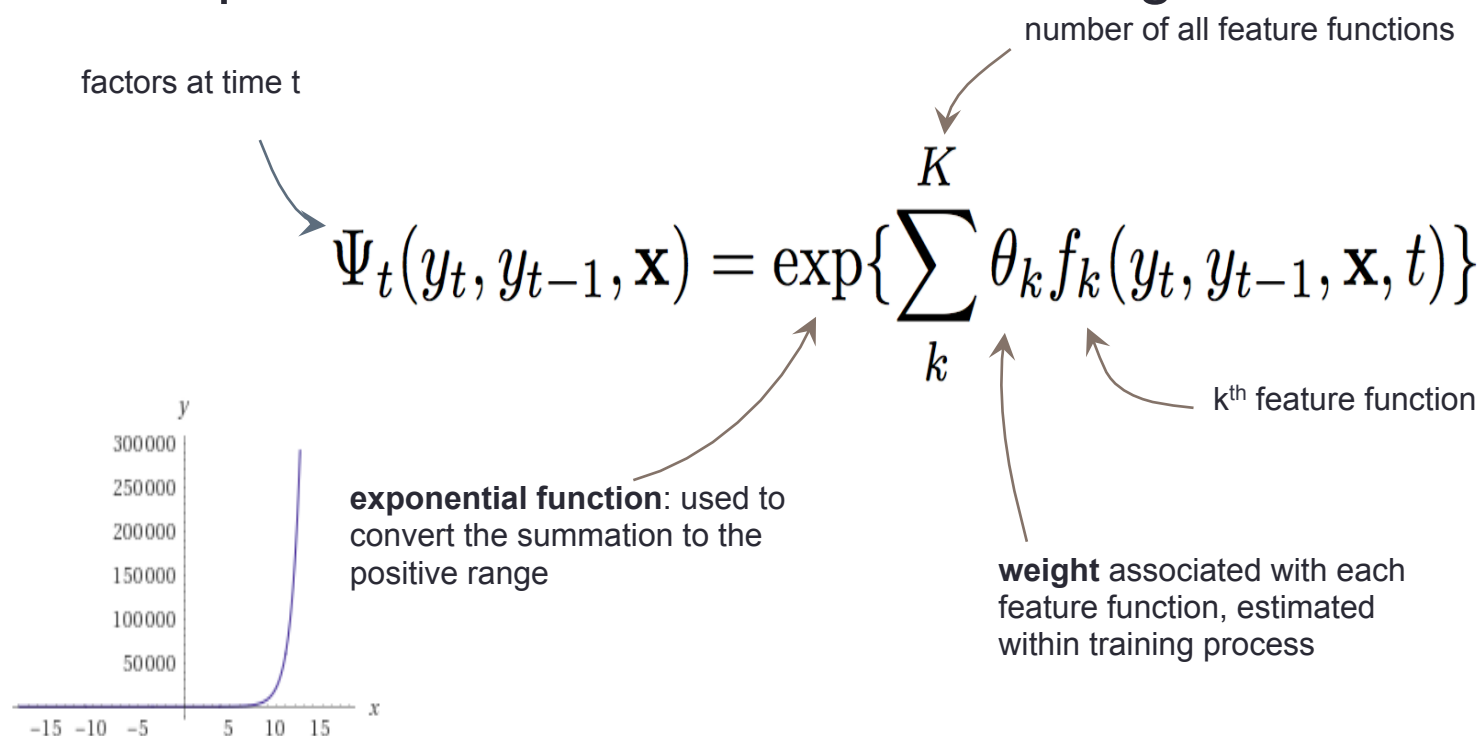 number of all feature functions
factors at time t
K
Ψₜ(yₜ, yₜ₋₁, 𝐱) = exp{∑ θₖfₖ(yₜ, yₜ₋₁, 𝐱, t)}
k
kᵗʰ feature function
exponential function: used to
convert the summation to the
positive range
weight associated with each
feature function, estimated
within training process
y
300000
250000
200000
150000
100000
50000
x
−15 −10 −5 5 10 15